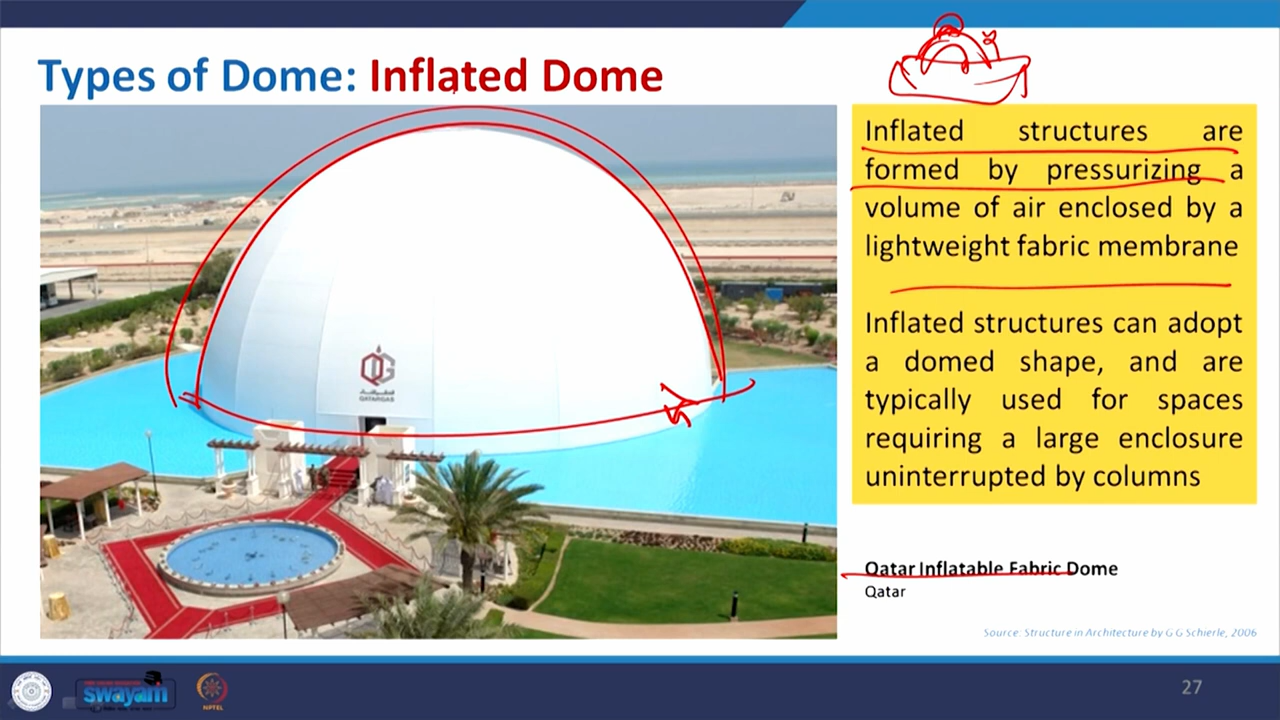 Types of Dome: Inflated Dome
Inflated structures are
formed by pressurizing a
volume of air enclosed by a
lightweight fabric membrane
Inflated structures can adopt
a domed shape, and are
typically used for spaces
requiring a large enclosure
uninterrupted by columns
QG
QATARGAS
Qatar Inflatable Fabric Dome
Qatar
Source: Structure in Architecture by G G Schierle, 2006
swayam
NPTEL
27